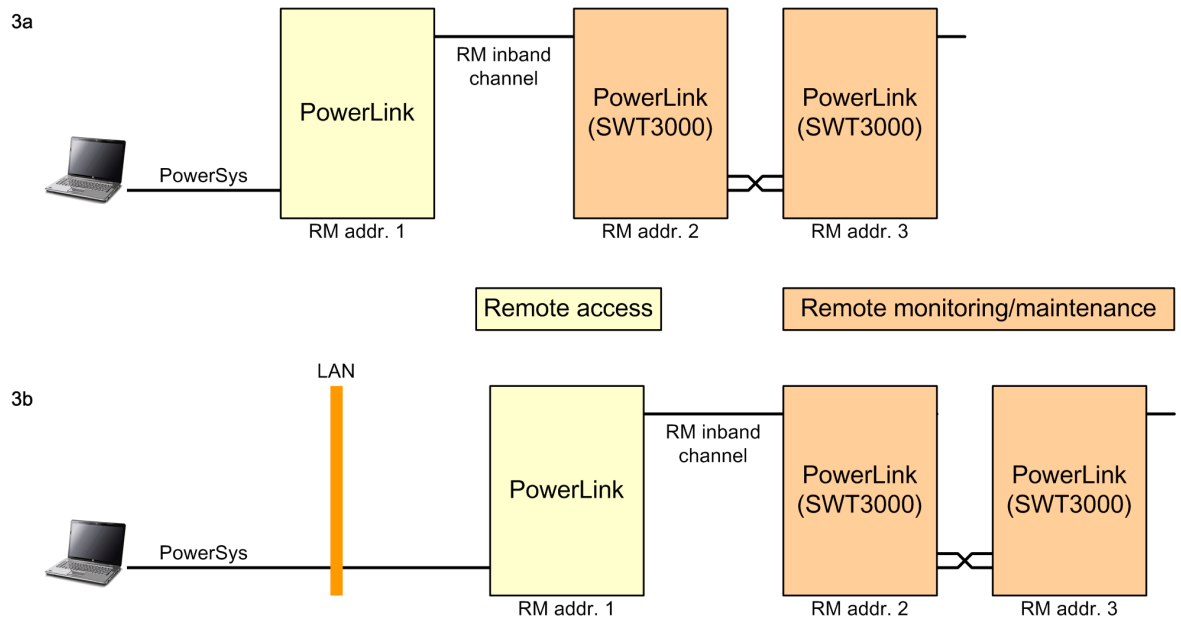 3a
RM inband
channel
PowerLink
PowerLink
(SWT3000)
PowerLink
(SWT3000)
PowerSys
RM addr. 1
RM addr. 2
RM addr. 3
Remote access
Remote monitoring/maintenance
LAN
3b
RM inband
channel
PowerLink
PowerLink
(SWT3000)
PowerLink
(SWT3000)
PowerSys
RM addr. 1
RM addr. 2
RM addr. 3